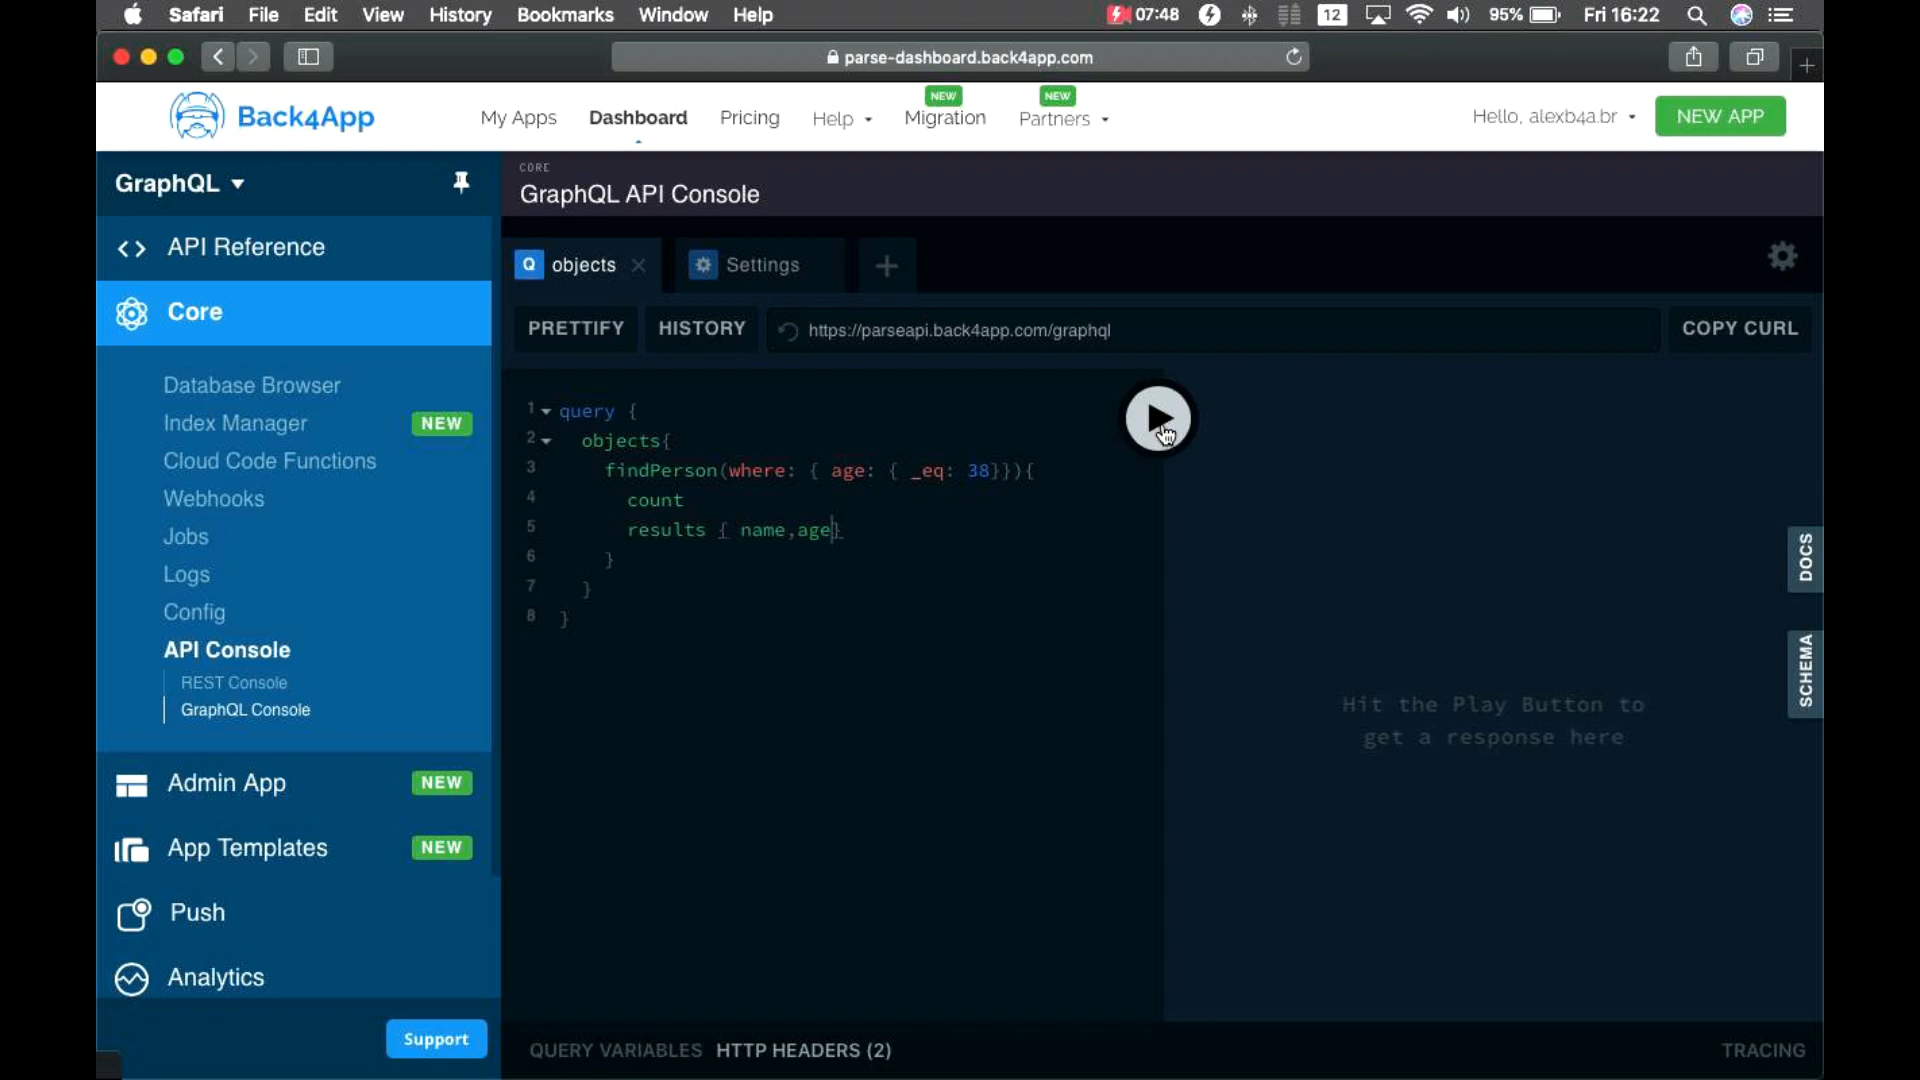 Safari File Edit View History Bookmarks Window Help 07:48 12 95% Fri 16:22
parse-dashboard.back4app.com
Back4App My Apps Dashboard Pricing Help NEW Migration NEW Partners Hello, alexb4a.br NEW APP
GraphQL
CORE
GraphQL API Console
API Reference
Q objects Settings
Core
PRETTIFY HISTORY https://parseapi.back4app.com/graphql COPY CURL
Database Browser
Index Manager NEW
Cloud Code Functions
Webhooks
Jobs
Logs
Config
API Console
REST Console
GraphQL Console
Admin App NEW
App Templates NEW
Push
Analytics
Support
1 query {
2 objects{
3 findPerson(where: { age: { _eq: 38}}){
4 count
5 results { name,age}
6 }
7 }
8 }
Hit the Play Button to
get a response here
DOCS
SCHEMA
QUERY VARIABLES HTTP HEADERS (2) TRACING